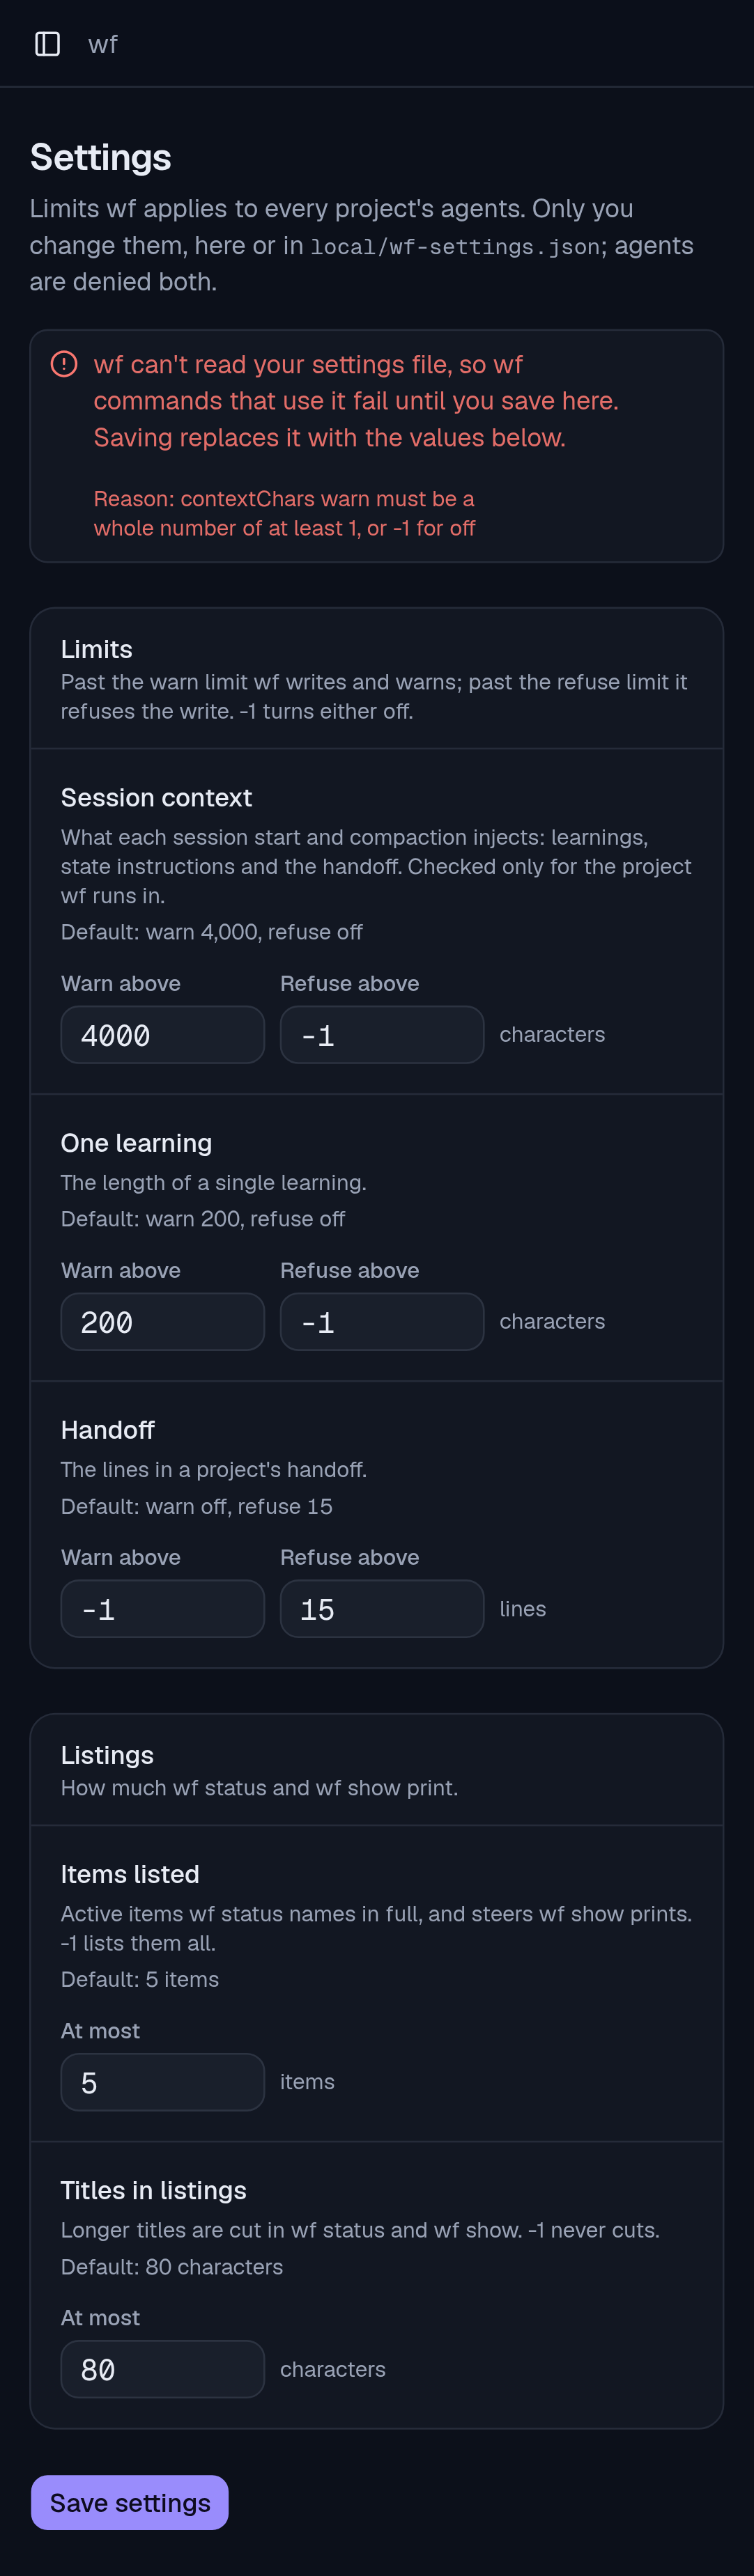 wf
Settings
Limits wf applies to every project's agents. Only you
change them, here or in local/wf-settings.json; agents
are denied both.
wf can't read your settings file, so wf
commands that use it fail until you save here.
Saving replaces it with the values below.
Reason: contextChars warn must be a
whole number of at least 1, or -1 for off
Limits
Past the warn limit wf writes and warns; past the refuse limit it
refuses the write. -1 turns either off.
Session context
What each session start and compaction injects: learnings,
state instructions and the handoff. Checked only for the project
wf runs in.
Default: warn 4,000, refuse off
Warn above Refuse above
4000 -1 characters
One learning
The length of a single learning.
Default: warn 200, refuse off
Warn above Refuse above
200 -1 characters
Handoff
The lines in a project's handoff.
Default: warn off, refuse 15
Warn above Refuse above
-1 15 lines
Listings
How much wf status and wf show print.
Items listed
Active items wf status names in full, and steers wf show prints.
-1 lists them all.
Default: 5 items
At most
5 items
Titles in listings
Longer titles are cut in wf status and wf show. -1 never cuts.
Default: 80 characters
At most
80 characters
Save settings